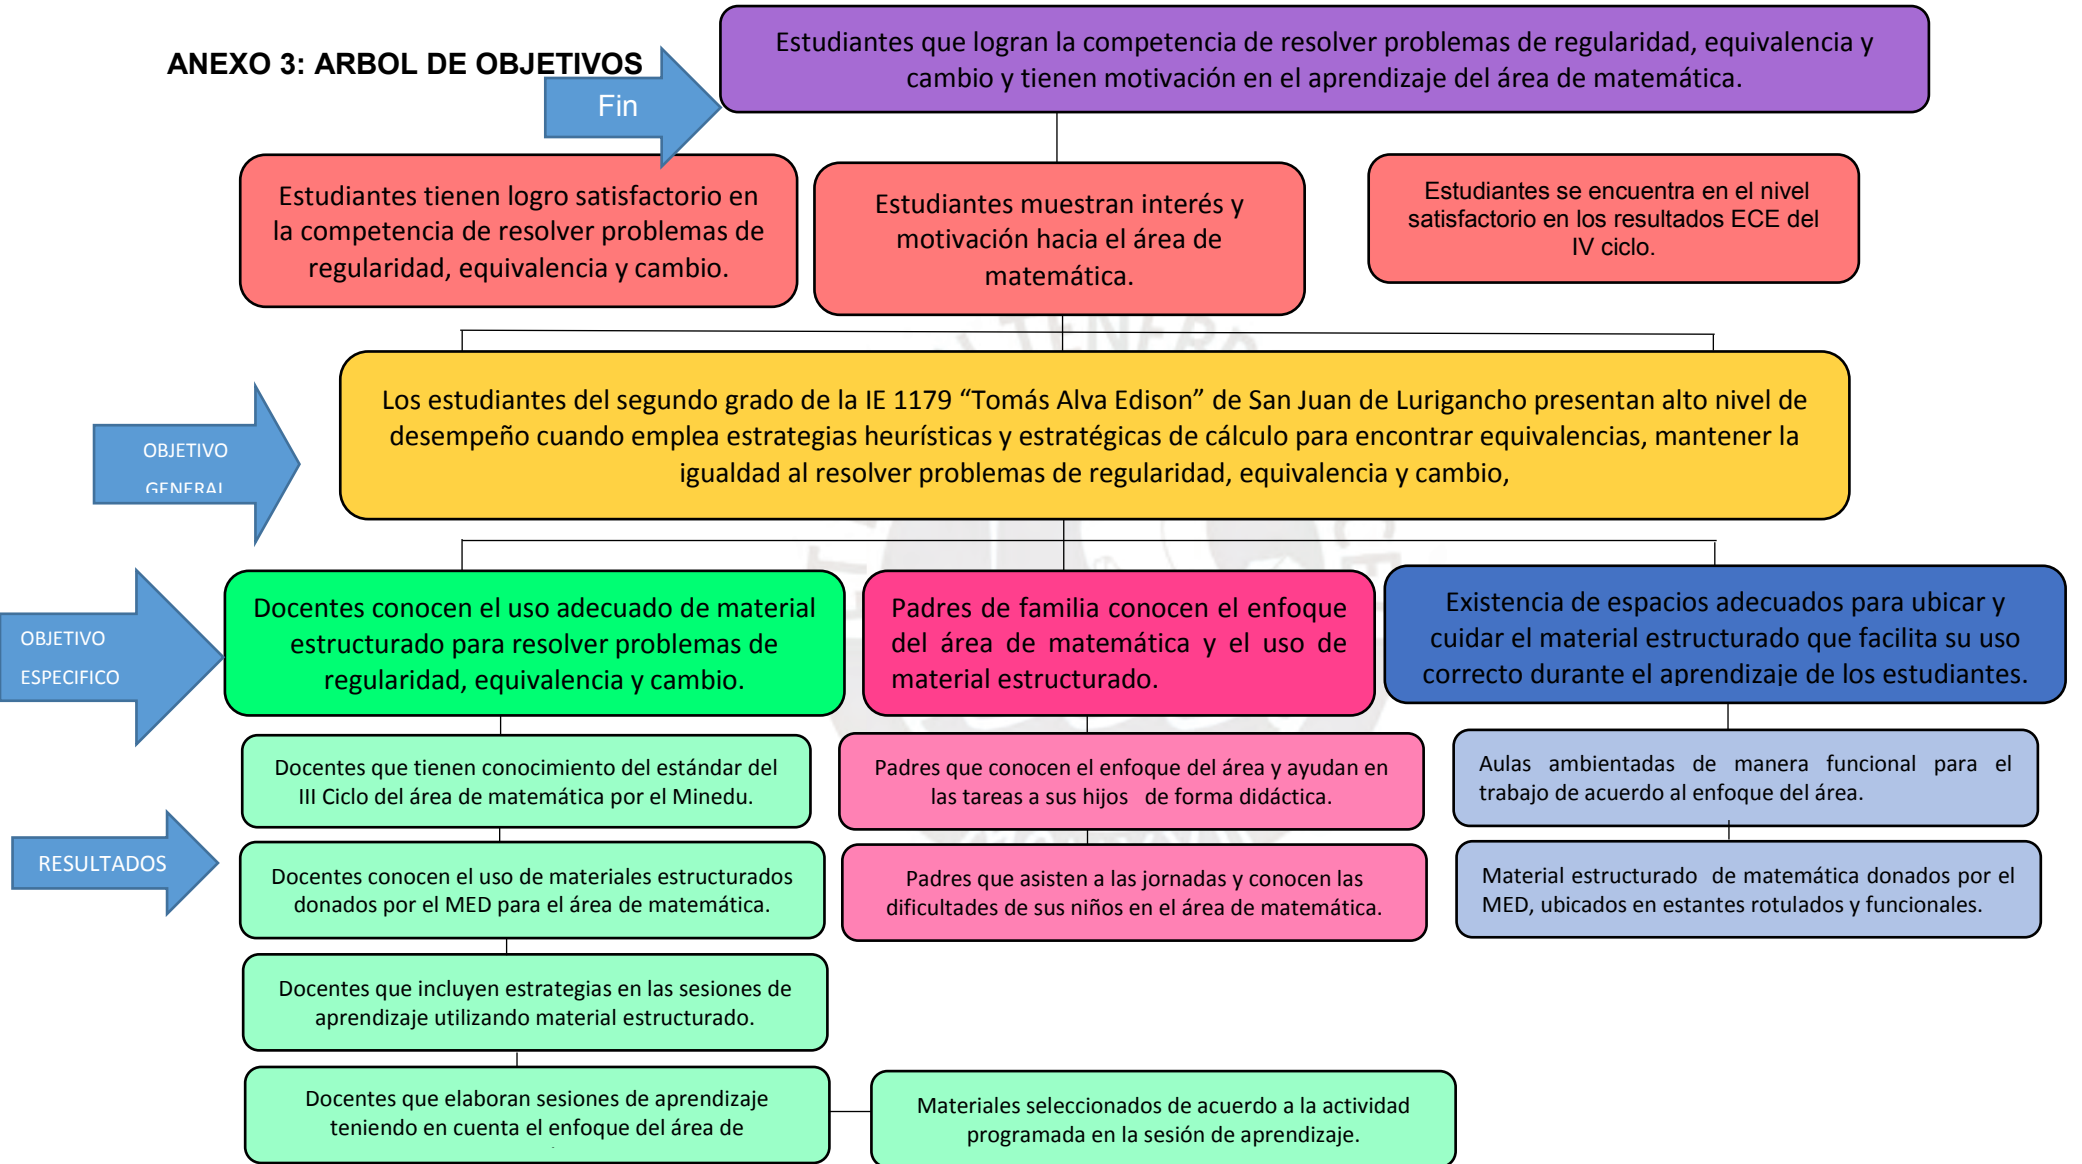 ANEXO 3: ARBOL DE OBJETIVOS
Fin
Estudiantes que logran la competencia de resolver problemas de regularidad, equivalencia y
cambio y tienen motivación en el aprendizaje del área de matemática.
Estudiantes tienen logro satisfactorio en
la competencia de resolver problemas de
regularidad, equivalencia y cambio.
Estudiantes muestran interés y
motivación hacia el área de
matemática.
Estudiantes se encuentra en el nivel
satisfactorio en los resultados ECE del
IV ciclo.
OBJETIVO
GENERAL
Los estudiantes del segundo grado de la IE 1179 “Tomás Alva Edison” de San Juan de Lurigancho presentan alto nivel de
desempeño cuando emplea estrategias heurísticas y estratégicas de cálculo para encontrar equivalencias, mantener la
igualdad al resolver problemas de regularidad, equivalencia y cambio,
OBJETIVO
ESPECIFICO
Docentes conocen el uso adecuado de material
estructurado para resolver problemas de
regularidad, equivalencia y cambio.
Padres de familia conocen el enfoque
del área de matemática y el uso de
material estructurado.
Existencia de espacios adecuados para ubicar y
cuidar el material estructurado que facilita su uso
correcto durante el aprendizaje de los estudiantes.
RESULTADOS
Docentes que tienen conocimiento del estándar del
III Ciclo del área de matemática por el Minedu.
Padres que conocen el enfoque del área y ayudan en
las tareas a sus hijos de forma didáctica.
Aulas ambientadas de manera funcional para el
trabajo de acuerdo al enfoque del área.
Docentes conocen el uso de materiales estructurados
donados por el MED para el área de matemática.
Padres que asisten a las jornadas y conocen las
dificultades de sus niños en el área de matemática.
Material estructurado de matemática donados por el
MED, ubicados en estantes rotulados y funcionales.
Docentes que incluyen estrategias en las sesiones de
aprendizaje utilizando material estructurado.
Docentes que elaboran sesiones de aprendizaje
teniendo en cuenta el enfoque del área de
Materiales seleccionados de acuerdo a la actividad
programada en la sesión de aprendizaje.